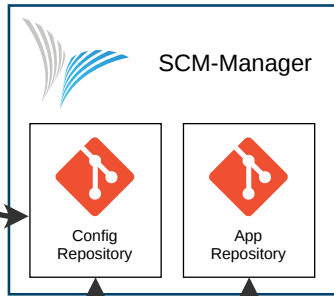 SCM-Manager
Config
Repository
App
Repository